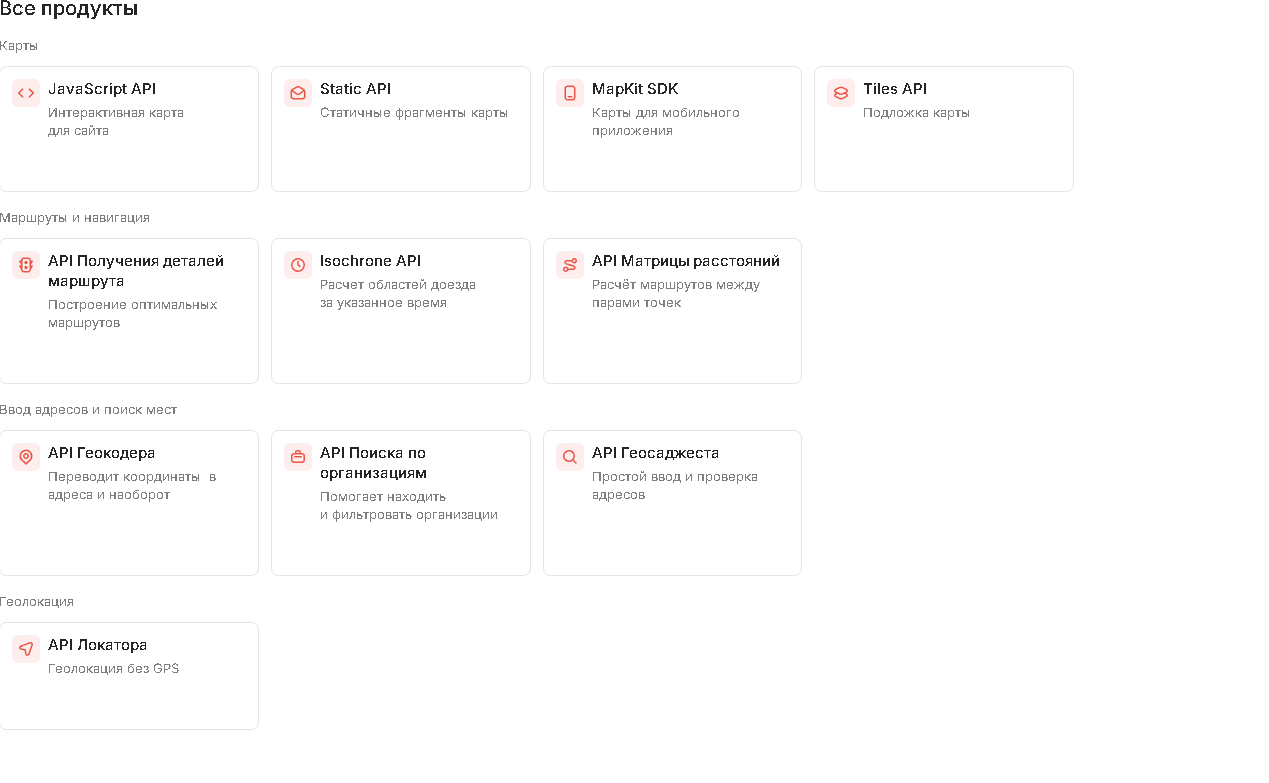 Все продукты
Карты
JavaScript API
Интерактивная карта
для сайта
Static API
Статичные фрагменты карты
MapKit SDK
Карты для мобильного
приложения
Tiles API
Подложка карты
Маршруты и навигация
API Получения деталей
маршрута
Построение оптимальных
маршрутов
Isochrone API
Расчет областей доезда
за указанное время
API Матрицы расстояний
Расчёт маршрутов между
парами точек
Ввод адресов и поиск мест
API Геокодера
Переводит координаты в
адреса и наоборот
API Поиска по
организациям
Помогает находить
и фильтровать организации
API Геосаджеста
Простой ввод и проверка
адресов
Геолокация
API Локатора
Геолокация без GPS